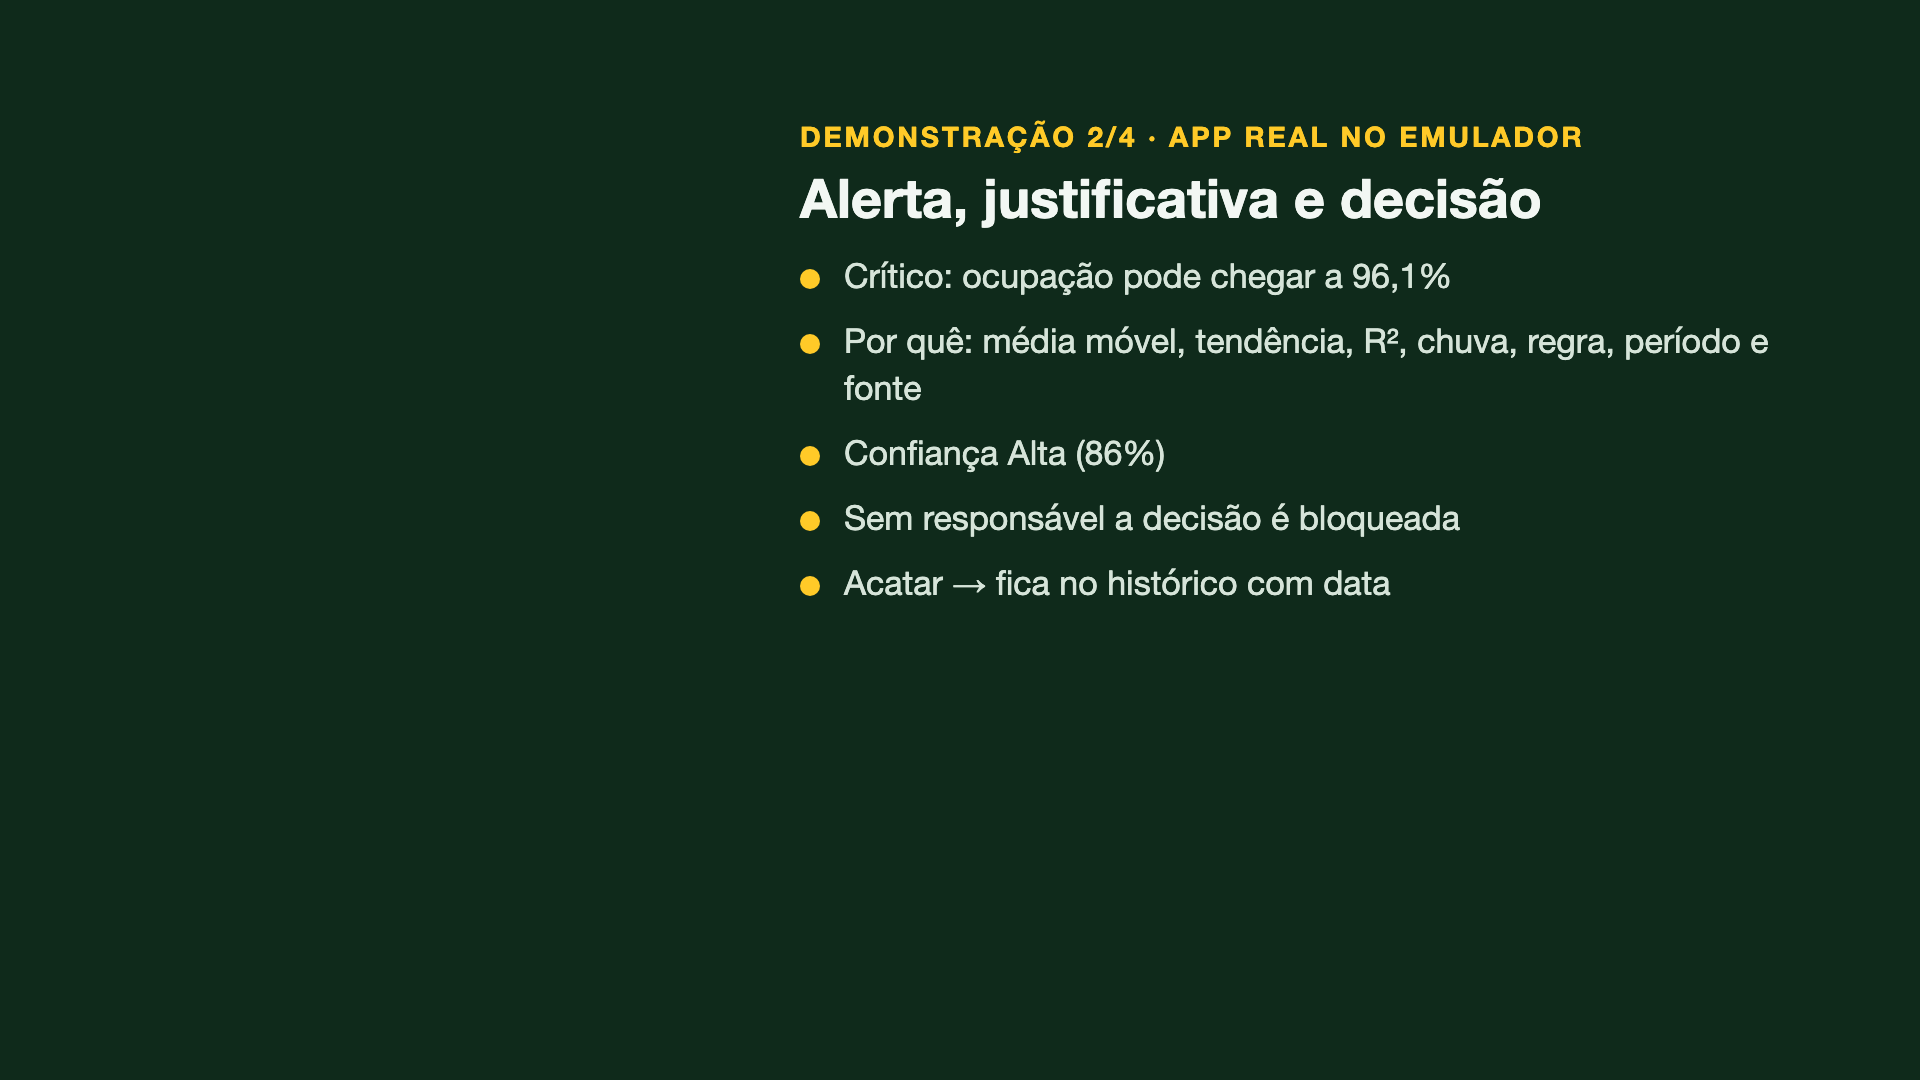 DEMONSTRAÇÃO 2/4 · APP REAL NO EMULADOR
Alerta, justificativa e decisão
Crítico: ocupação pode chegar a 96,1%
Por quê: média móvel, tendência, R², chuva, regra, período e
fonte
Confiança Alta (86%)
Sem responsável a decisão é bloqueada
Acatar → fica no histórico com data